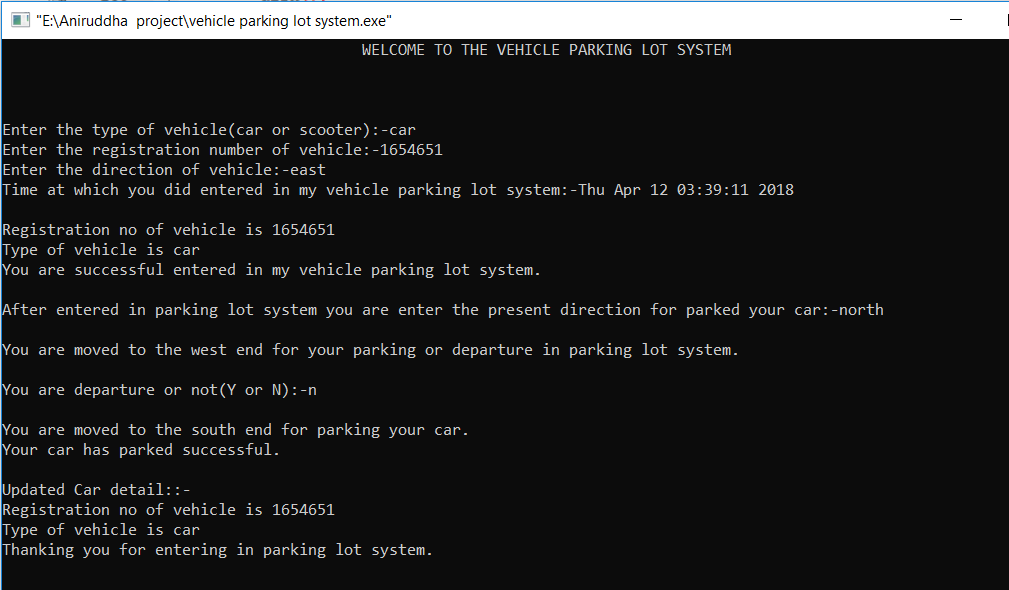 "E:\Aniruddha  project\vehicle parking lot system.exe"
WELCOME TO THE VEHICLE PARKING LOT SYSTEM
Enter the type of vehicle(car or scooter):-car
Enter the registration number of vehicle:-1654651
Enter the direction of vehicle:-east
Time at which you did entered in my vehicle parking lot system:-Thu Apr 12 03:39:11 2018
Registration no of vehicle is 1654651
Type of vehicle is car
You are successful entered in my vehicle parking lot system.
After entered in parking lot system you are enter the present direction for parked your car:-north
You are moved to the west end for your parking or departure in parking lot system.
You are departure or not(Y or N):-n
You are moved to the south end for parking your car.
Your car has parked successful.
Updated Car detail::-
Registration no of vehicle is 1654651
Type of vehicle is car
Thanking you for entering in parking lot system.